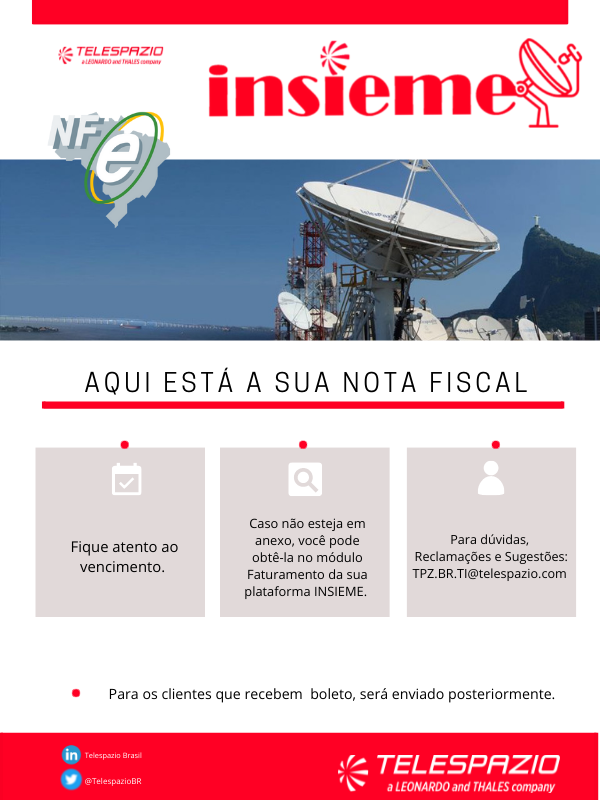 TELESPAZIO
a LEONARDO and THALES company
insieme
NFe
telespazio
AQUI ESTÁ A SUA NOTA FISCAL
Fique atento ao
vencimento.
Caso não esteja em
anexo, você pode
obtê-la no módulo
Faturamento da sua
plataforma INSIEME.
Para dúvidas,
Reclamações e Sugestões:
TPZ.BR.TI@telespazio.com
Para os clientes que recebem  boleto, será enviado posteriormente.
in Telespazio Brasil
@TelespazioBR
TELESPAZIO
a LEONARDO and THALES company